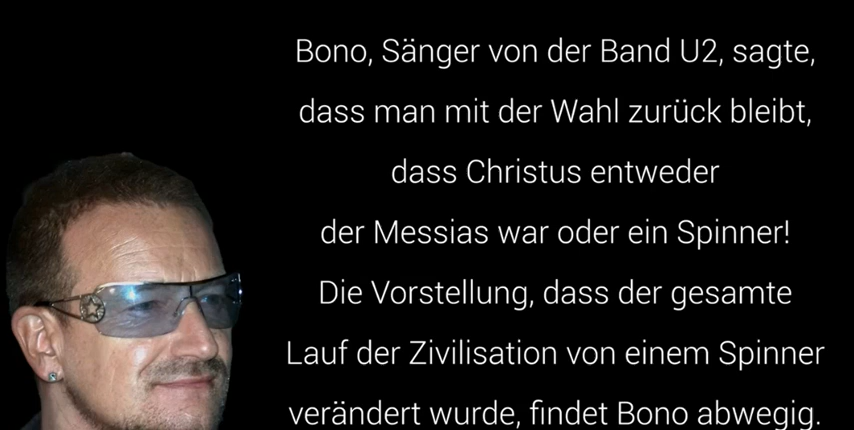 Bono, Sänger von der Band U2, sagte,
dass man mit der Wahl zurück bleibt,
dass Christus entweder
der Messias war oder ein Spinner!
Die Vorstellung, dass der gesamte
Lauf der Zivilisation von einem Spinner
verändert wurde, findet Bono abwegig.